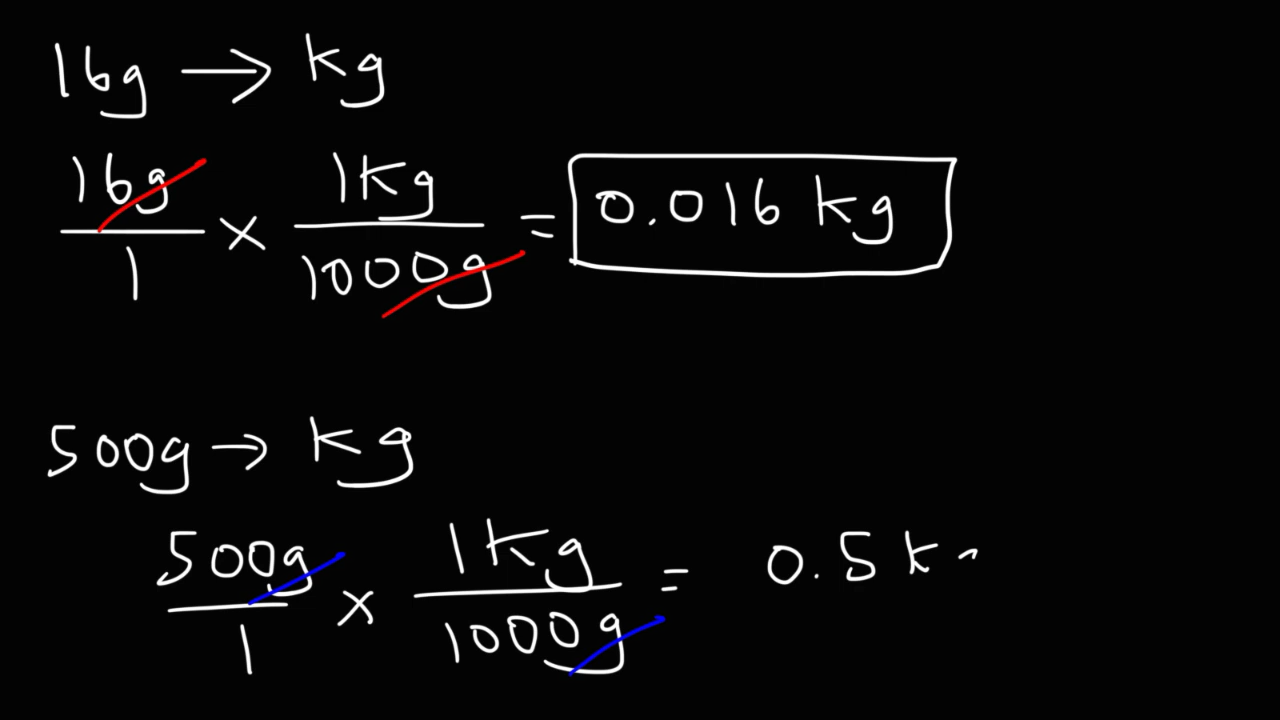 16g → kg
16g/1 × 1kg/1000g = 0.016 kg
500g → kg
500g/1 × 1kg/1000g = 0.5 k